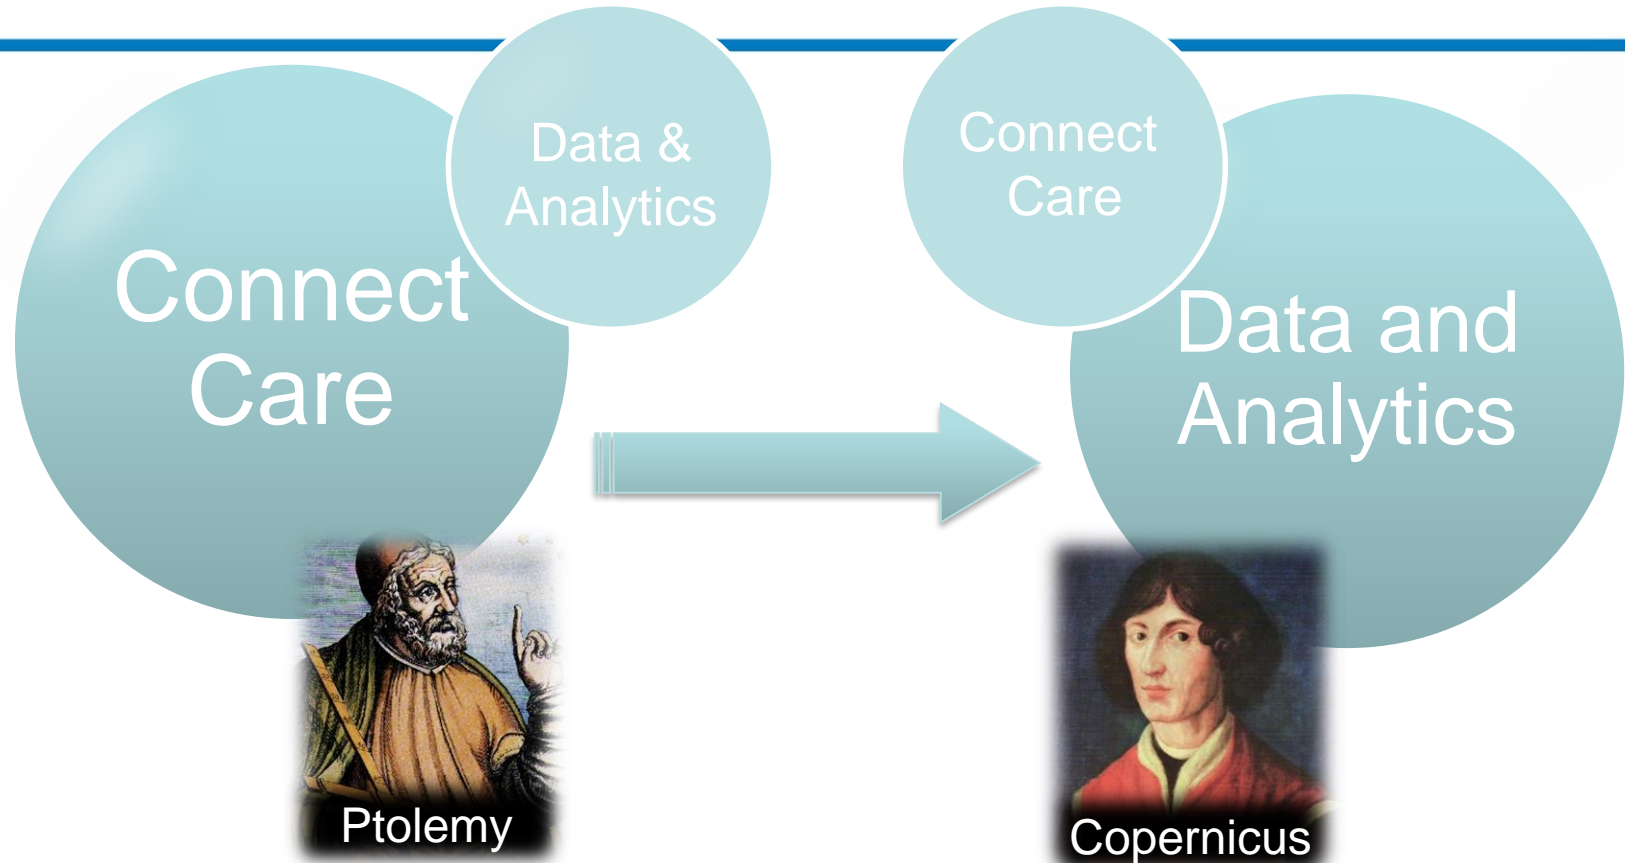 Data &
Analytics
Connect
Care
Connect
Care
Data and
Analytics
Ptolemy
Copernicus